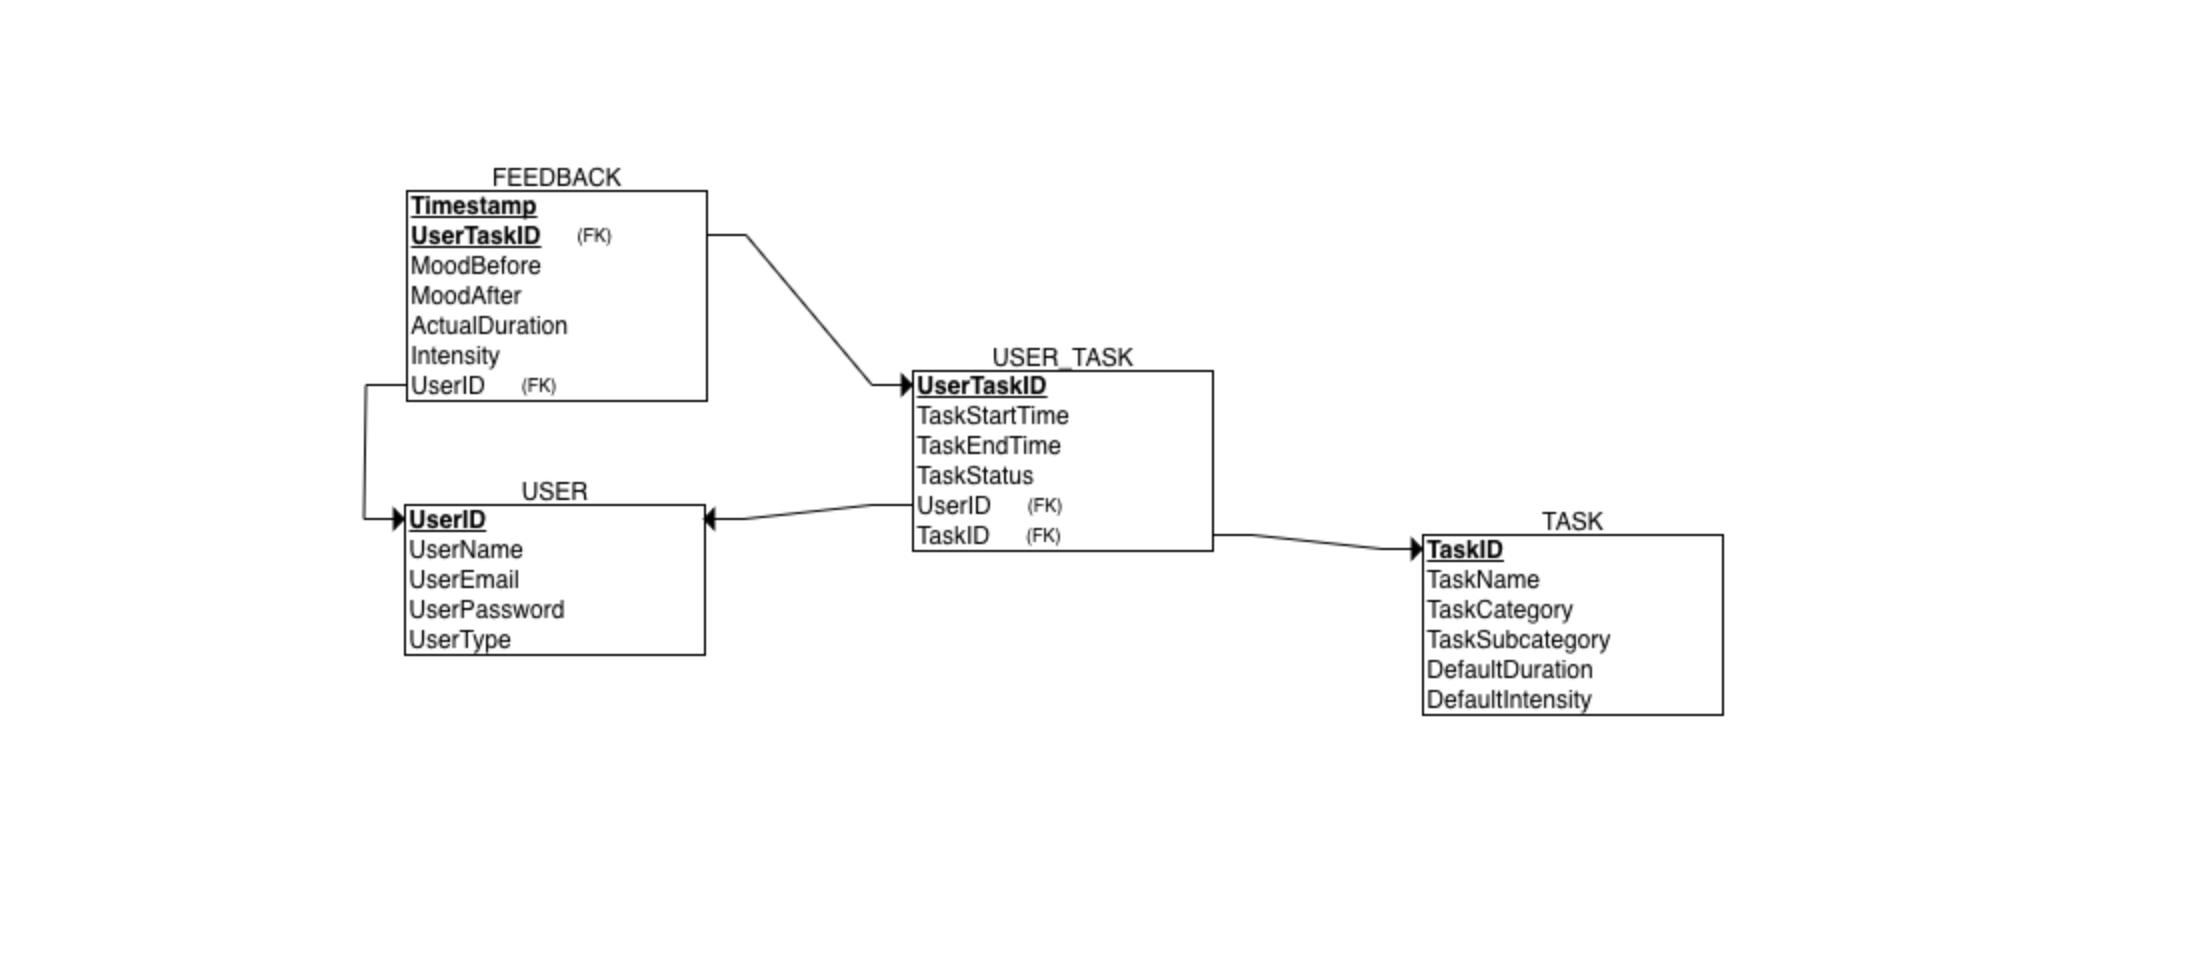 FEEDBACK
Timestamp
UserTaskID (FK)
MoodBefore
MoodAfter
ActualDuration
Intensity
UserID (FK)
USER
UserID
UserName
UserEmail
UserPassword
UserType
USER_TASK
UserTaskID
TaskStartTime
TaskEndTime
TaskStatus
UserID (FK)
TaskID (FK)
TASK
TaskID
TaskName
TaskCategory
TaskSubcategory
DefaultDuration
DefaultIntensity